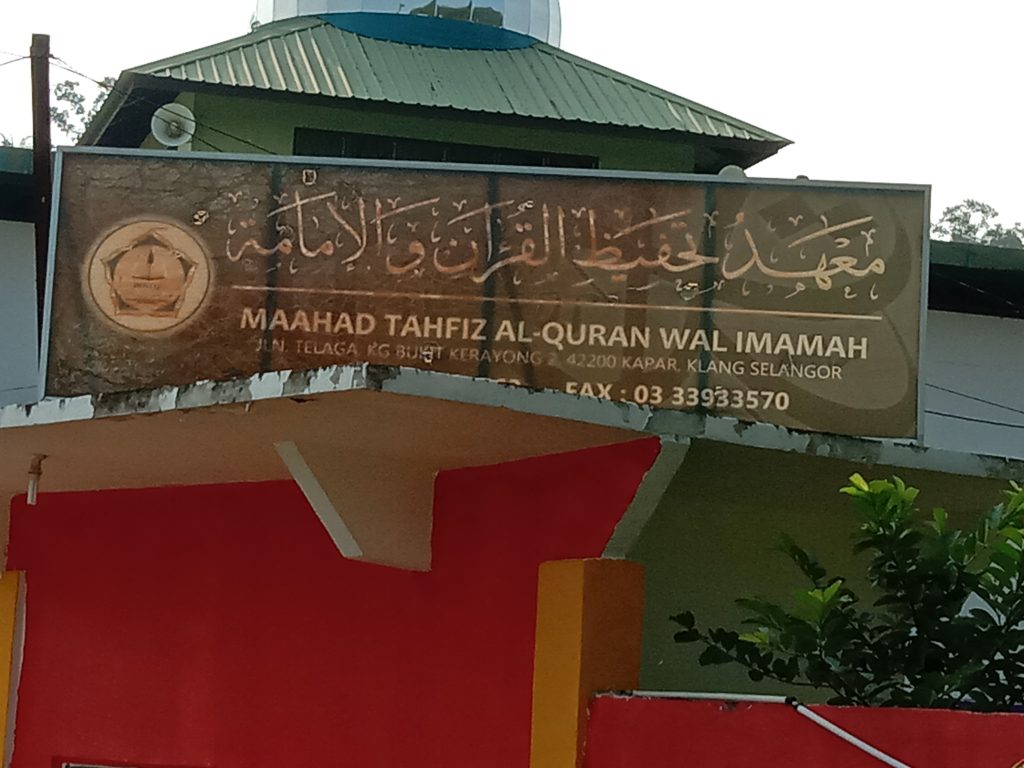 معهد تحفيظ القرآن و الإمامة
MAAHAD TAHFIZ AL-QURAN WAL IMAMAH
JLN. TELAGA, KG BUKIT KERAYONG 2, 42200 KAPAR, KLANG SELANGOR
FAX : 03 33933570